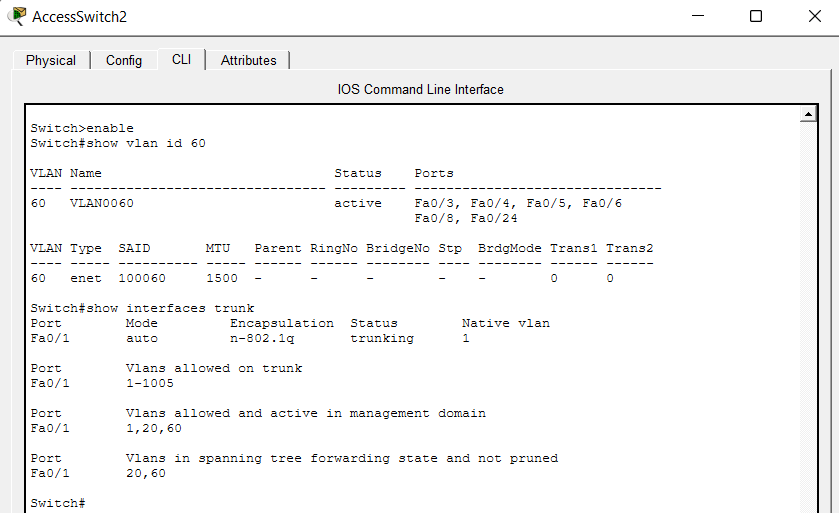 AccessSwitch2
Physical Config CLI Attributes
IOS Command Line Interface
Switch>enable
Switch#show vlan id 60
VLAN Name                             Status    Ports
---- -------------------------------- --------- -------------------------------
60   VLAN0060                         active    Fa0/3, Fa0/4, Fa0/5, Fa0/6
                                                Fa0/8, Fa0/24
VLAN Type  SAID       MTU   Parent RingNo BridgeNo Stp  BrdgMode Trans1 Trans2
---- ----- ---------- ----- ------ ------ -------- ---- -------- ------ ------
60   enet  100060     1500  -      -      -        -    -        0      0
Switch#show interfaces trunk
Port        Mode         Encapsulation  Status        Native vlan
Fa0/1       auto         n-802.1q       trunking      1
Port        Vlans allowed on trunk
Fa0/1       1-1005
Port        Vlans allowed and active in management domain
Fa0/1       1,20,60
Port        Vlans in spanning tree forwarding state and not pruned
Fa0/1       20,60
Switch#